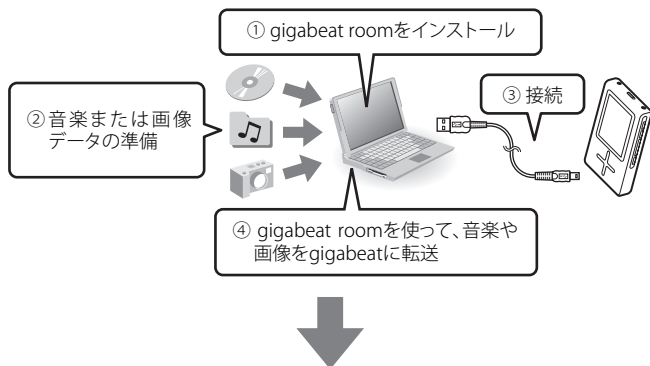 ① gigabeat roomをインストール
②音楽または画像
データの準備
③ 接続
④ gigabeat roomを使って、音楽や
画像をgigabeatに転送